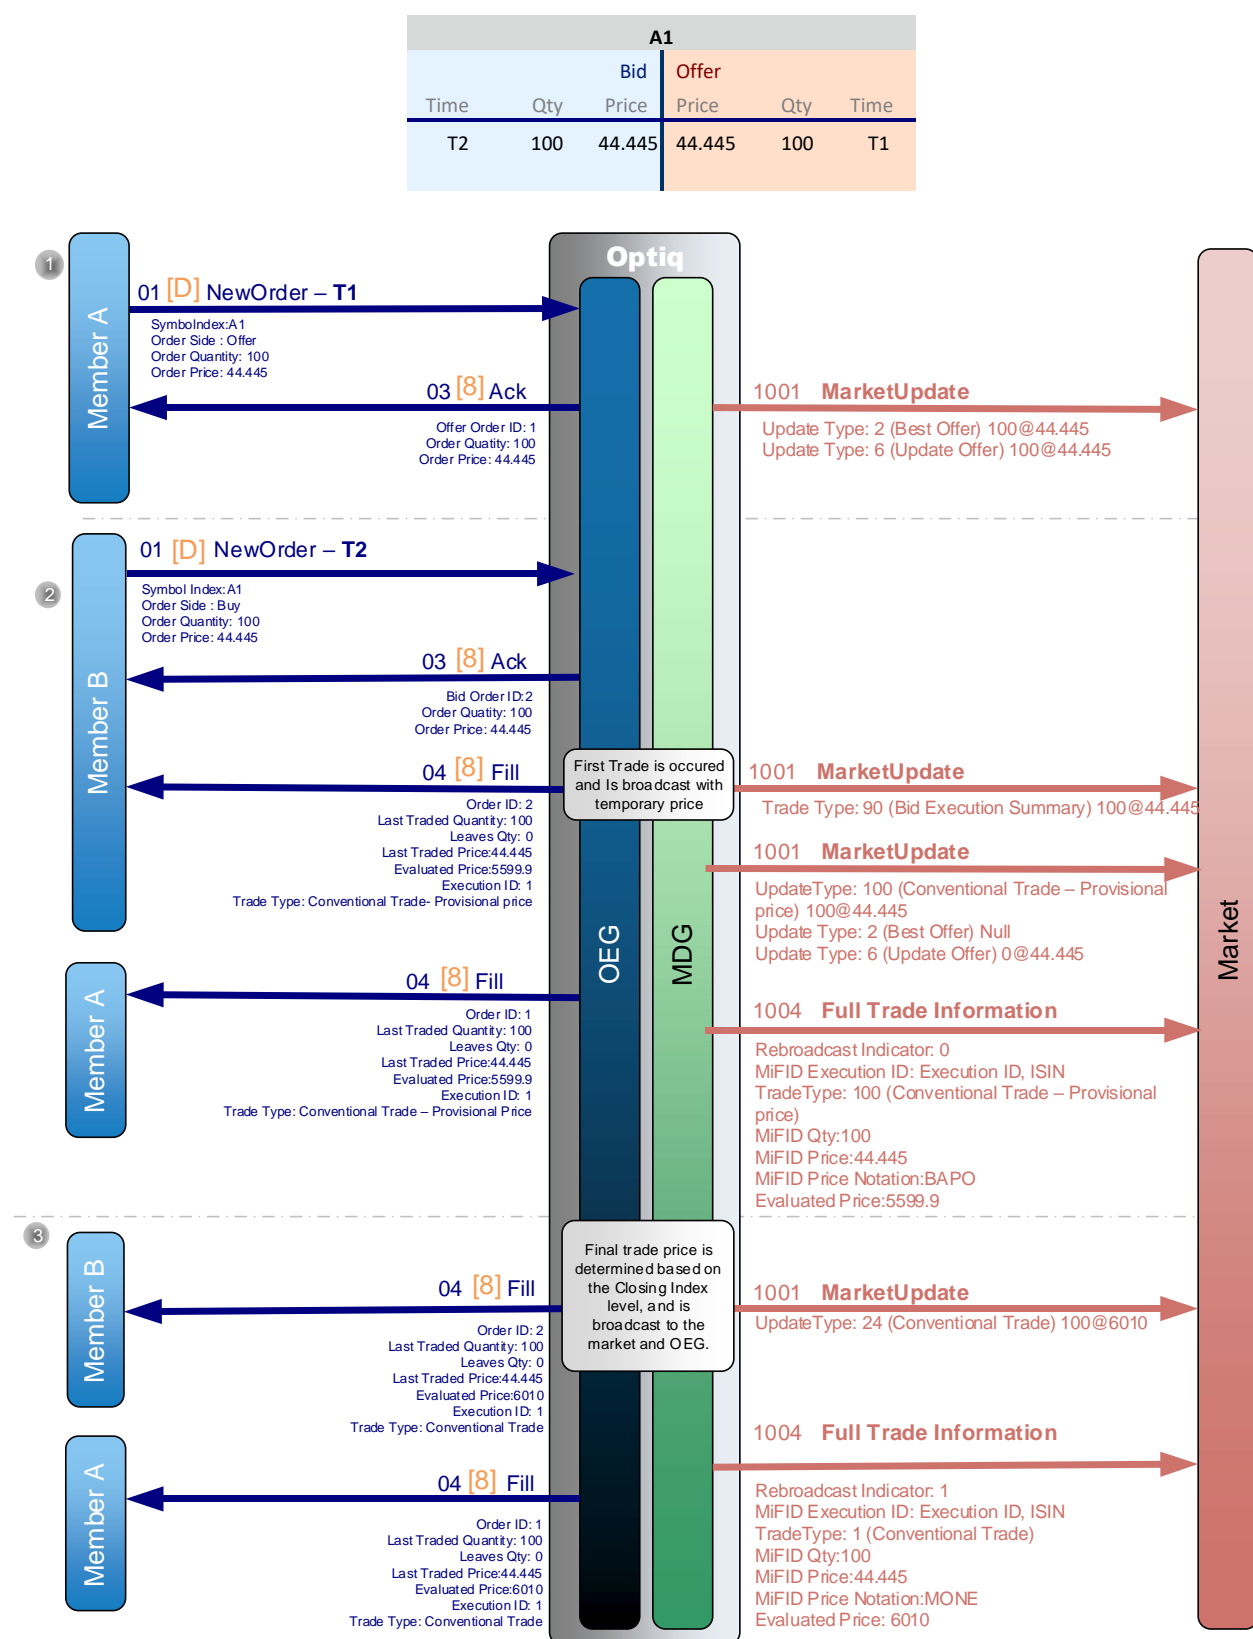 A1
Bid Offer
Time Qty Price Price Qty Time
T2 100 44.445 44.445 100 T1
Optiq
1
Member A
01 [D] NewOrder – T1
SymbolIndex:A1
Order Side : Offer
Order Quantity: 100
Order Price: 44.445
03 [8] Ack
Offer Order ID: 1
Order Quatity: 100
Order Price: 44.445
1001 MarketUpdate
Update Type: 2 (Best Offer) 100@44.445
Update Type: 6 (Update Offer) 100@44.445
2
Member B
01 [D] NewOrder – T2
Symbol Index:A1
Order Side : Buy
Order Quantity: 100
Order Price: 44.445
03 [8] Ack
Bid Order ID:2
Order Quatity: 100
Order Price: 44.445
04 [8] Fill
Order ID: 2
Last Traded Quantity: 100
Leaves Qty: 0
Last Traded Price:44.445
Evaluated Price:5599.9
Execution ID: 1
Trade Type: Conventional Trade- Provisional price
First Trade is occured
and Is broadcast with
temporary price
1001 MarketUpdate
Trade Type: 90 (Bid Execution Summary) 100@44.445
1001 MarketUpdate
UpdateType: 100 (Conventional Trade – Provisional
price) 100@44.445
Update Type: 2 (Best Offer) Null
Update Type: 6 (Update Offer) 0@44.445
OEG
MDG
Market
Member A
04 [8] Fill
Order ID: 1
Last Traded Quantity: 100
Leaves Qty: 0
Last Traded Price:44.445
Evaluated Price:5599.9
Execution ID: 1
Trade Type: Conventional Trade – Provisional Price
1004 Full Trade Information
Rebroadcast Indicator: 0
MiFID Execution ID: Execution ID, ISIN
TradeType: 100 (Conventional Trade – Provisional
price)
MiFID Qty:100
MiFID Price:44.445
MiFID Price Notation:BAPO
Evaluated Price:5599.9
3
Member B
04 [8] Fill
Order ID: 2
Last Traded Quantity: 100
Leaves Qty: 0
Last Traded Price:44.445
Evaluated Price:6010
Execution ID: 1
Trade Type: Conventional Trade
Final trade price is
determined based on
the Closing Index
level, and is
broadcast to the
market and OEG.
1001 MarketUpdate
UpdateType: 24 (Conventional Trade) 100@6010
Member A
04 [8] Fill
Order ID: 1
Last Traded Quantity: 100
Leaves Qty: 0
Last Traded Price:44.445
Evaluated Price:6010
Execution ID: 1
Trade Type: Conventional Trade
1004 Full Trade Information
Rebroadcast Indicator: 1
MiFID Execution ID: Execution ID, ISIN
TradeType: 1 (Conventional Trade)
MiFID Qty:100
MiFID Price:44.445
MiFID Price Notation:MONE
Evaluated Price: 6010